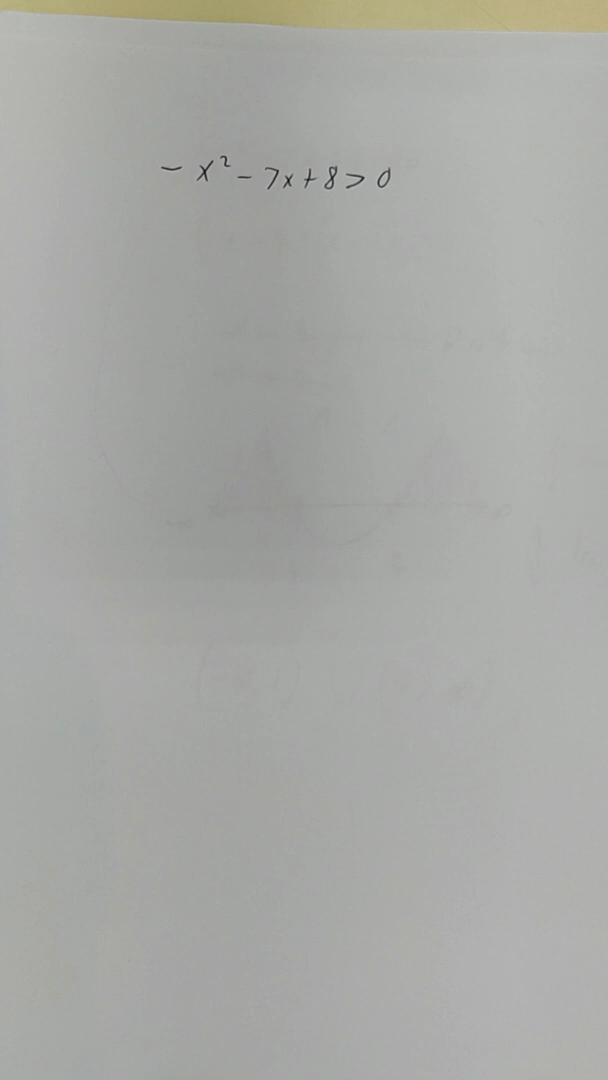 - x² - 7x + 8 > 0